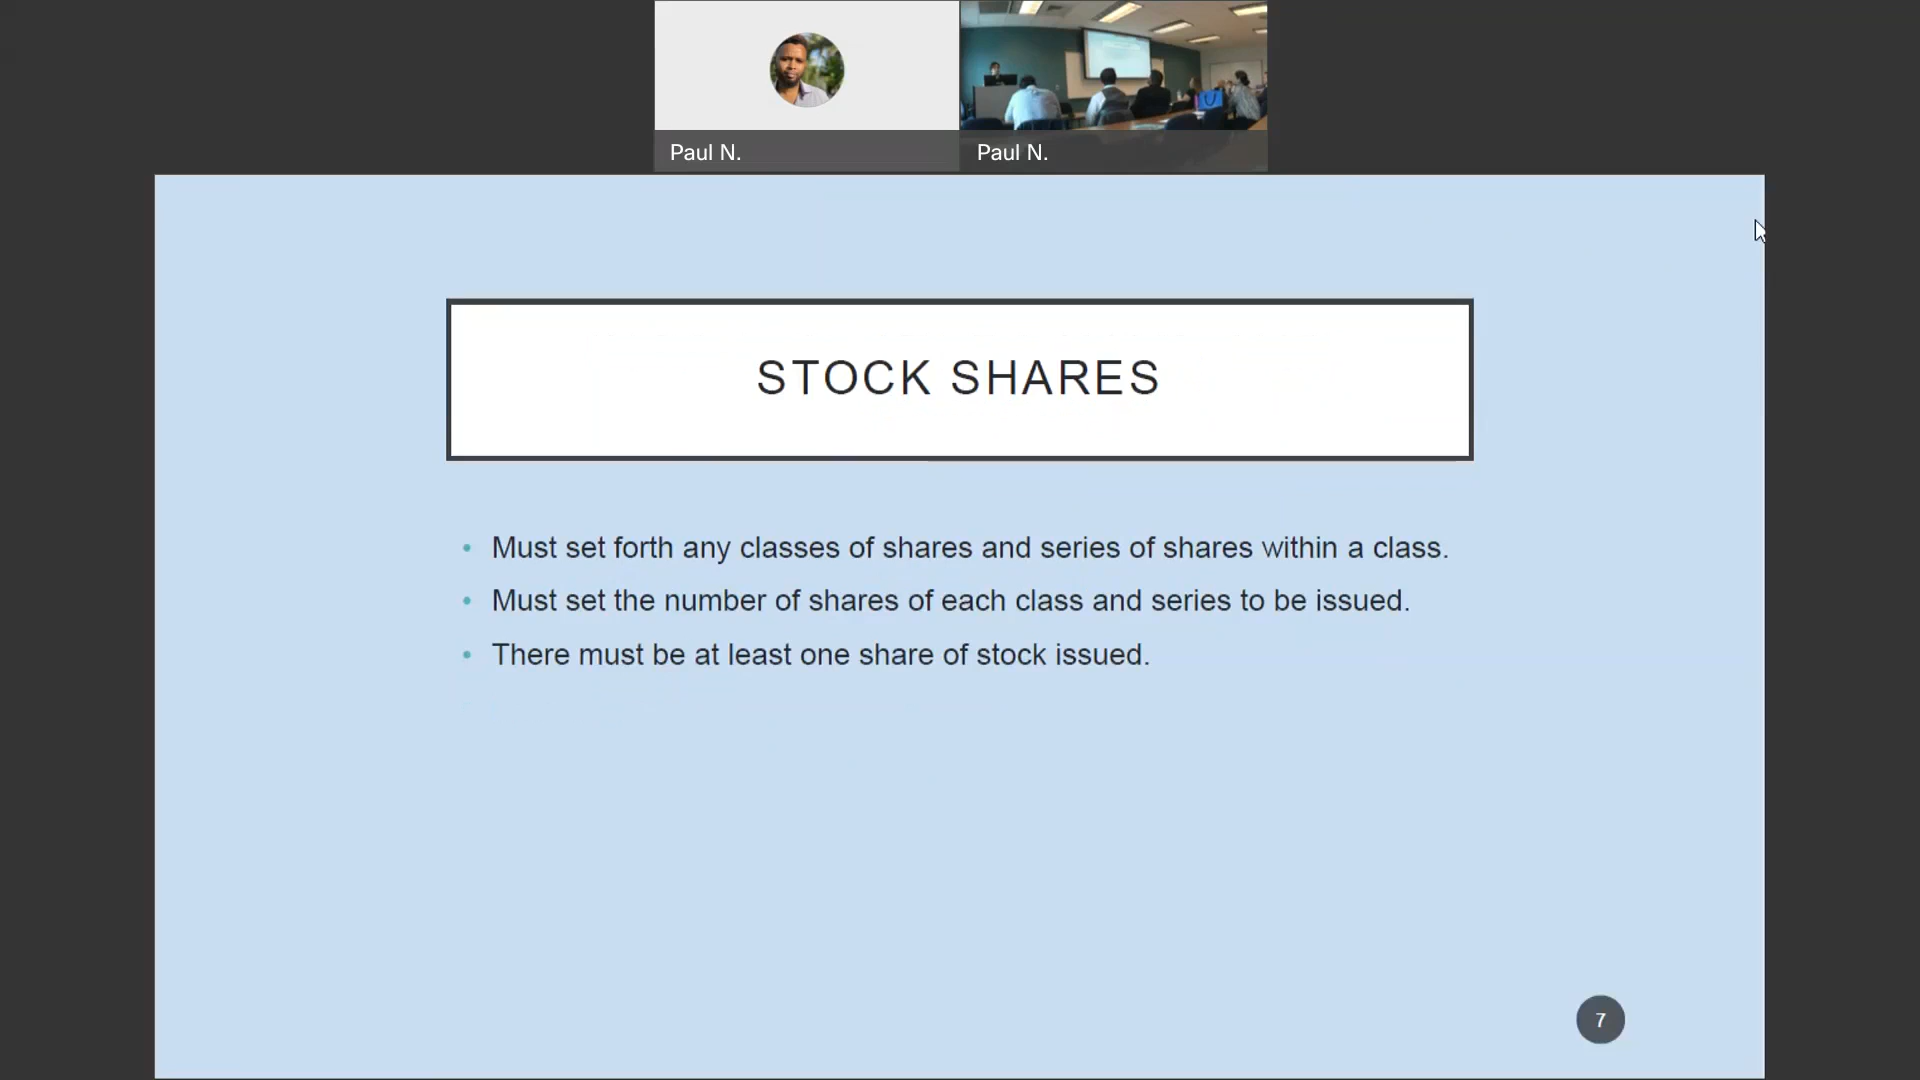 Paul N.
Paul N.
STOCK SHARES
• Must set forth any classes of shares and series of shares within a class.
• Must set the number of shares of each class and series to be issued.
• There must be at least one share of stock issued.
7